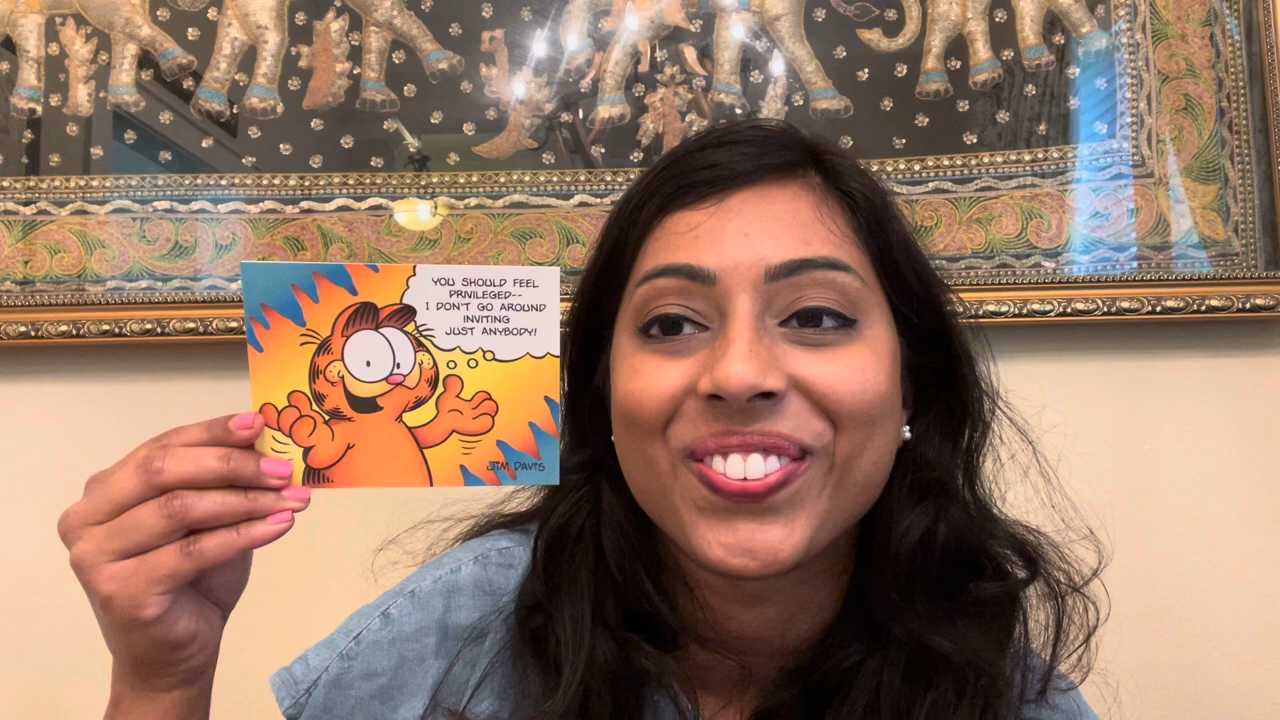 YOU SHOULD FEEL
PRIVILEGED--
I DON'T GO AROUND
INVITING
JUST ANYBODY!
JIM DAVIS